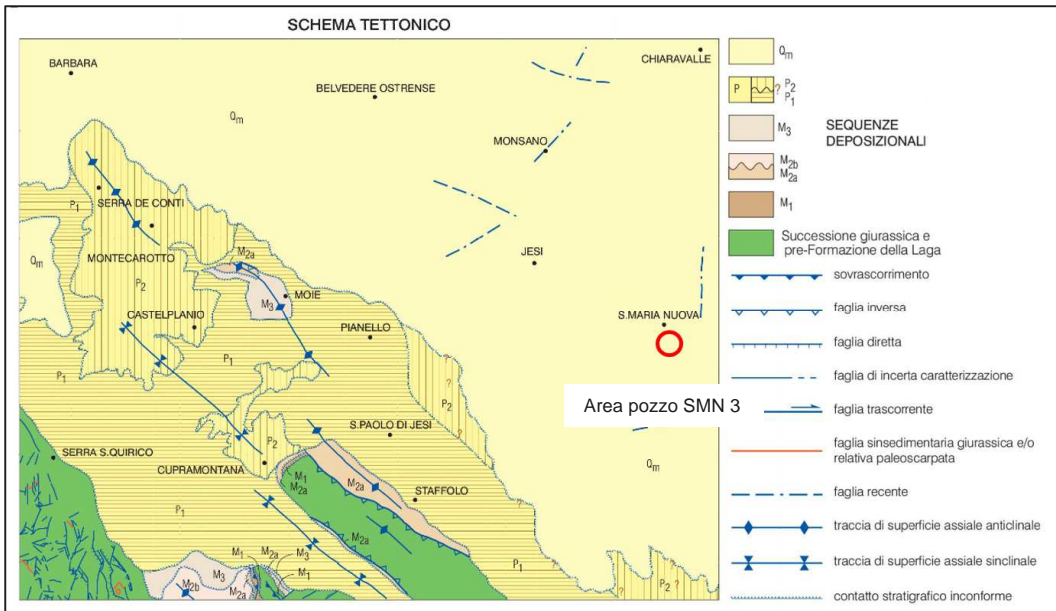 SCHEMA TETTONICO
BARBARA
CHIARAVALLE
BELVEDERE OSTRENSE
Qm
MONSANO
SERRA DE CONTI
P1
MONTECAROTTO
M2a
JESI
Qm
P2
M3
MOIE
CASTELPLANIO
PIANELLO
S.MARIA NUOVA
P1
P1
? ?
P2
? ?
Area pozzo SMN 3
S.PAOLO DI JESI
SERRA S.QUIRICO
P2
CUPRAMONTANA
M1
M2a
M2a
STAFFOLO
Qm
P1
M2a
M1
M2a
M3
M3
M1
M2b
M2a
P1
P2
?
Qm
P
? P2
P1
M3
SEQUENZE
DEPOSIZIONALI
M2b
M2a
M1
Successione giurassica e
pre-Formazione della Laga
sovrascorrimento
faglia inversa
faglia diretta
faglia di incerta caratterizzazione
faglia trascorrente
faglia sinsedimentaria giurassica e/o
relativa paleoscarpata
faglia recente
traccia di superficie assiale anticlinale
traccia di superficie assiale sinclinale
contatto stratigrafico inconforme